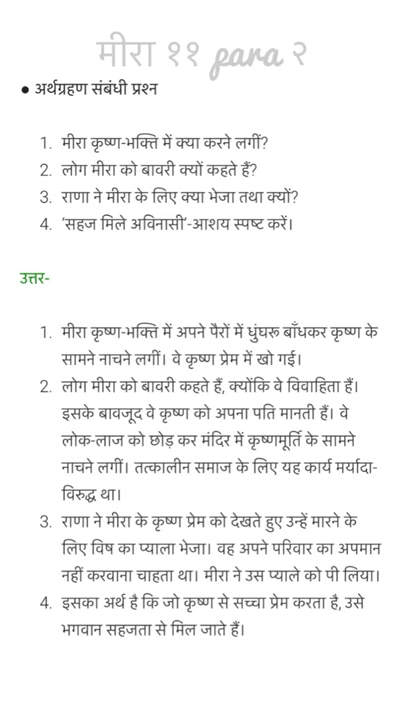 मीरा ११ para २
● अर्थग्रहण संबंधी प्रश्न
1. मीरा कृष्ण-भक्ति में क्या करने लगीं?
2. लोग मीरा को बावरी क्यों कहते हैं?
3. राणा ने मीरा के लिए क्या भेजा तथा क्यों?
4. ‘सहज मिले अविनासी’-आशय स्पष्ट करें।
उत्तर-
1. मीरा कृष्ण-भक्ति में अपने पैरों में धुंघरू बाँधकर कृष्ण के
सामने नाचने लगीं। वे कृष्ण प्रेम में खो गई।
2. लोग मीरा को बावरी कहते हैं, क्योंकि वे विवाहिता हैं।
इसके बावजूद वे कृष्ण को अपना पति मानती हैं। वे
लोक-लाज को छोड़ कर मंदिर में कृष्णमूर्ति के सामने
नाचने लगीं। तत्कालीन समाज के लिए यह कार्य मर्यादा-
विरुद्ध था।
3. राणा ने मीरा के कृष्ण प्रेम को देखते हुए उन्हें मारने के
लिए विष का प्याला भेजा। वह अपने परिवार का अपमान
नहीं करवाना चाहता था। मीरा ने उस प्याले को पी लिया।
4. इसका अर्थ है कि जो कृष्ण से सच्चा प्रेम करता है, उसे
भगवान सहजता से मिल जाते हैं।